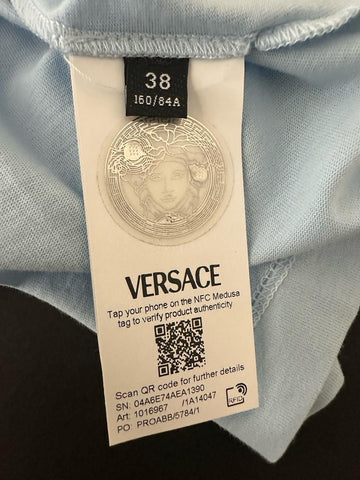 38
160/84A
VERSACE
Tap your phone on the NFC Medusa
tag to verify product authenticity
Scan QR code for further details
SN: 04A6E74AEA1390
Art: 1016967 /1A14047
PO: PROABB/5784/1
RFID